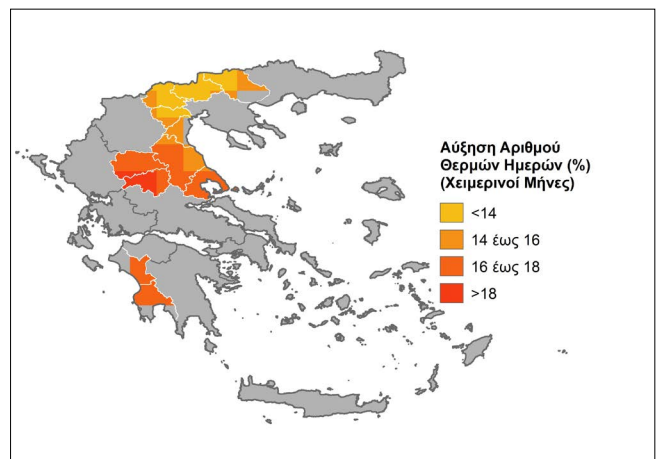 Αύξηση Αριθμού
Θερμών Ημερών (%)
(Χειμερινοί Μήνες)
<14
14 έως 16
16 έως 18
>18